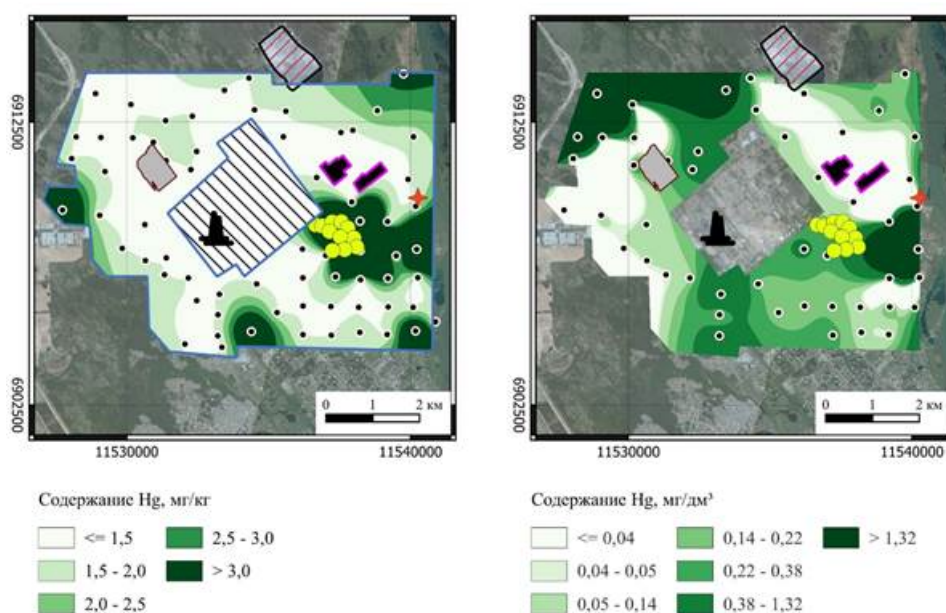 6912500
6902500
0 1 2 км
11530000 11540000
0 1 2 км
11530000 11540000
Содержание Hg, мг/кг
<= 1,5
1,5 - 2,0
2,0 - 2,5
2,5 - 3,0
> 3,0
Содержание Hg, мг/дм³
<= 0,04
0,04 - 0,05
0,05 - 0,14
0,14 - 0,22
0,22 - 0,38
0,38 - 1,32
> 1,32